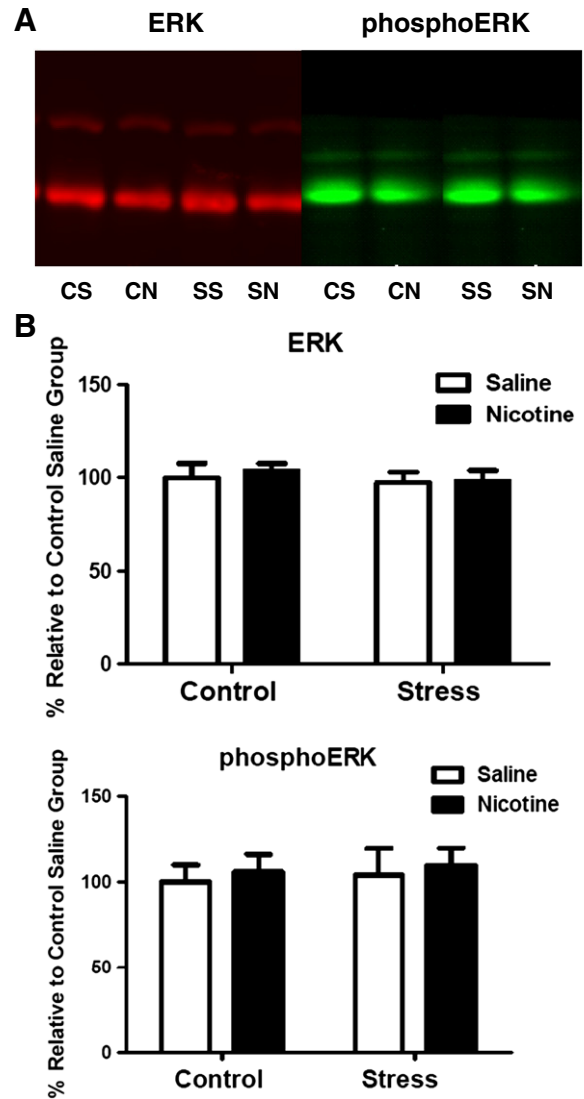 A
ERK phosphoERK
CS CN SS SN CS CN SS SN
B
ERK
% Relative to Control Saline Group
150
100
50
0
Saline
Nicotine
Control Stress
phosphoERK
% Relative to Control Saline Group
150
100
50
0
Saline
Nicotine
Control Stress